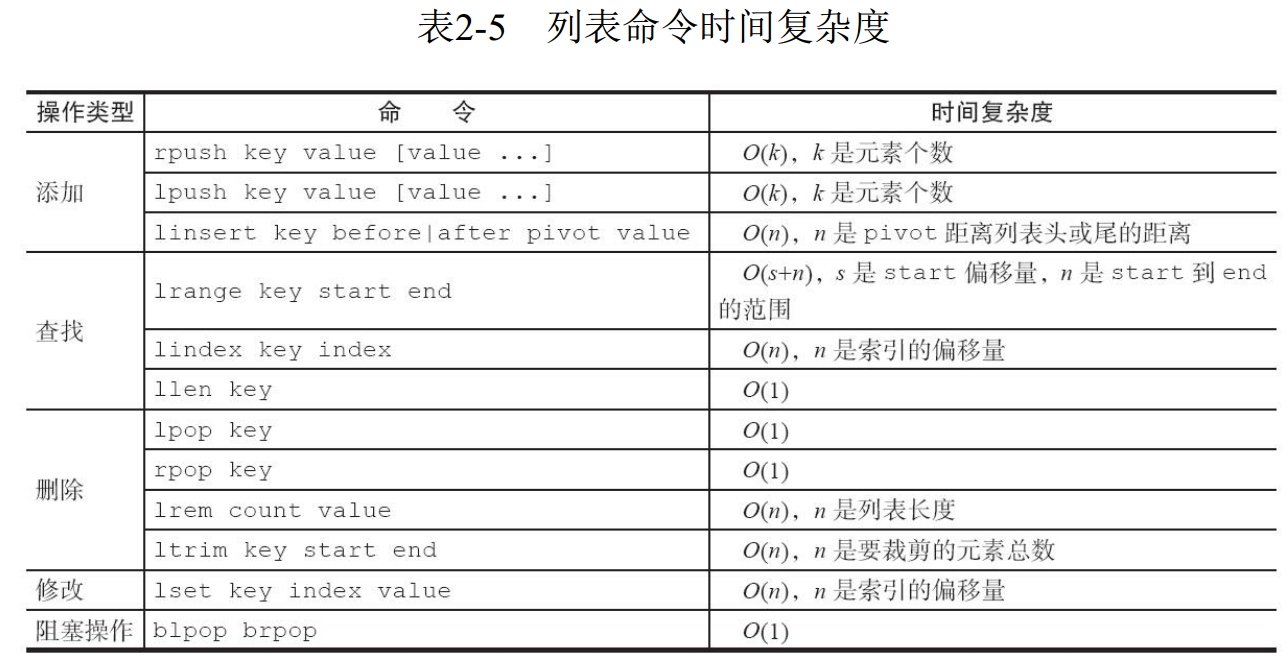 表2-5 列表命令时间复杂度
操作类型 命 令 时间复杂度
添加
rpush key value [value ...] O(k)，k 是元素个数
lpush key value [value ...] O(k)，k 是元素个数
linsert key before|after pivot value O(n)，n 是 pivot 距离列表头或尾的距离
查找
lrange key start end O(s+n)，s 是 start 偏移量，n 是 start 到 end
的范围
lindex key index O(n)，n 是索引的偏移量
llen key O(1)
删除
lpop key O(1)
rpop key O(1)
lrem count value O(n)，n 是列表长度
ltrim key start end O(n)，n 是要裁剪的元素总数
修改 lset key index value O(n)，n 是索引的偏移量
阻塞操作 blpop brpop O(1)